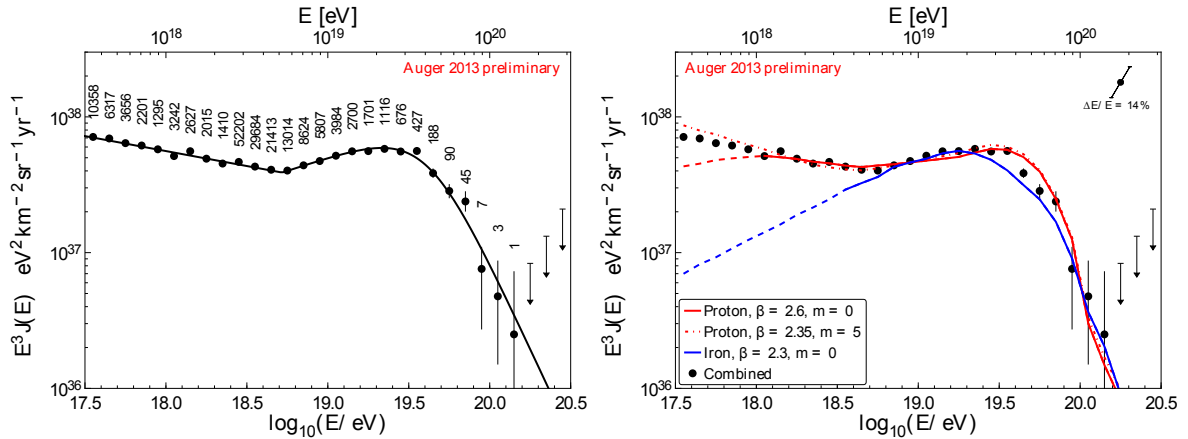 E [eV]
10^18 10^19 10^20
Auger 2013 preliminary
10358 6317 3656 2201 1295 3242 2627 2015 1410 52202 29684 21413 13014 8624 5807 3984 2700 1701 1116 676 427 188 90 45 7 3 1
10^38
10^37
10^36
E^3 J(E) eV^2 km^−2 sr^−1 yr^−1
17.5 18.0 18.5 19.0 19.5 20.0 20.5
log_10(E/ eV)
E [eV]
10^18 10^19 10^20
Auger 2013 preliminary
ΔE/ E = 14%
10^38
10^37
10^36
E^3 J(E) eV^2 km^−2 sr^−1 yr^−1
Proton, β = 2.6, m = 0
Proton, β = 2.35, m = 5
Iron, β = 2.3, m = 0
Combined
17.5 18.0 18.5 19.0 19.5 20.0 20.5
log_10(E/ eV)